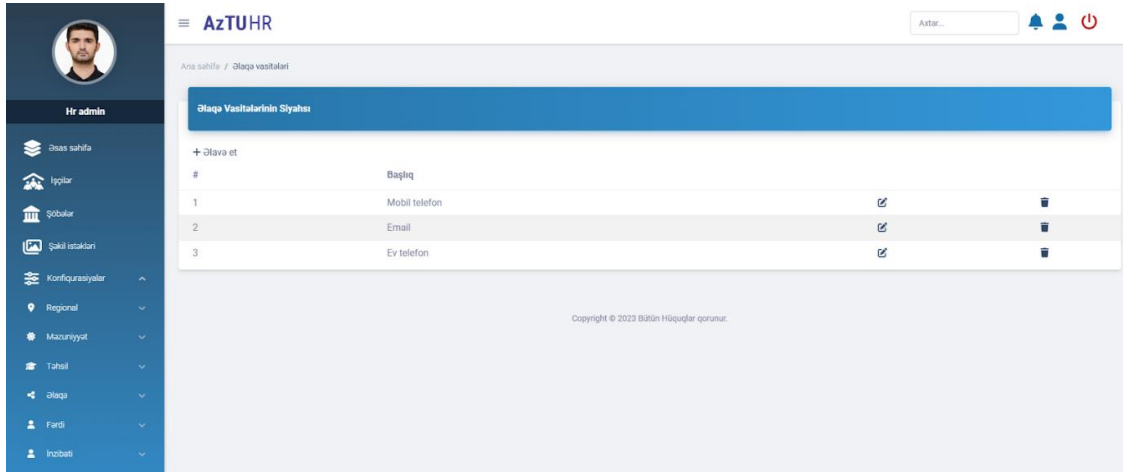 AzTUHR
Axtar...
Hr admin
Əsas səhifə
İşçilər
Şöbələr
Şəkil istəkləri
Konfiqurasiyalar
Regional
Məzuniyyət
Təhsil
Əlaqə
Fərdi
İnzibati
Ana səhifə / Əlaqə vasitələri
Əlaqə Vasitələrinin Siyahsı
+ Əlavə et
# Başlıq
1 Mobil telefon
2 Email
3 Ev telefon
Copyright © 2023 Bütün Hüquqlar qorunur.